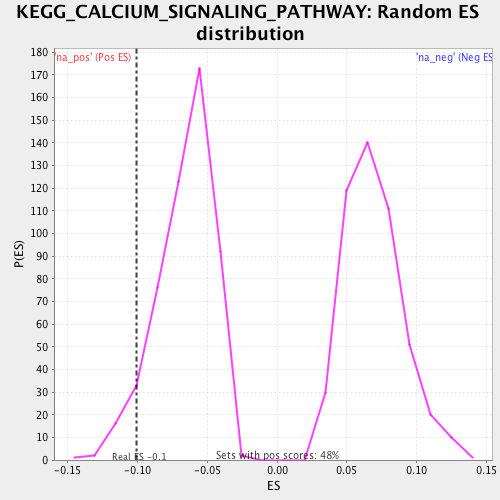 KEGG_CALCIUM_SIGNALING_PATHWAY: Random ES
distribution
'na_pos' (Pos ES)
'na_neg' (Neg ES
180
170
160
150
140
130
120
110
100
90
80
70
60
50
40
30
20
10
0
P(ES)
Real ES -0.1
Sets with pos scores: 48%
-0.15 -0.10 -0.05 0.00 0.05 0.10 0.15
ES